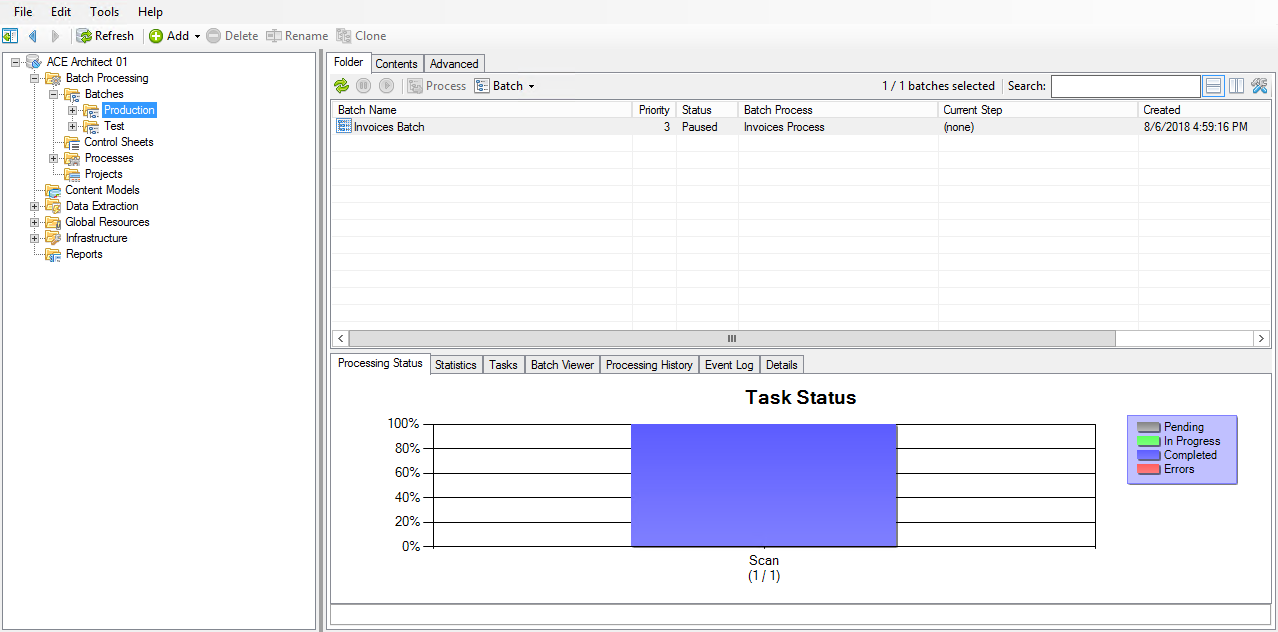 File Edit Tools Help
Refresh Add Delete Rename Clone
ACE Architect 01
Batch Processing
Batches
Production
Test
Control Sheets
Processes
Projects
Content Models
Data Extraction
Global Resources
Infrastructure
Reports
Folder Contents Advanced
Process Batch 1 / 1 batches selected Search:
Batch Name Priority Status Batch Process Current Step Created
Invoices Batch 3 Paused Invoices Process (none) 8/6/2018 4:59:16 PM
Processing Status Statistics Tasks Batch Viewer Processing History Event Log Details
Task Status
100%
80%
60%
40%
20%
0%
Scan
(1 / 1)
Pending
In Progress
Completed
Errors